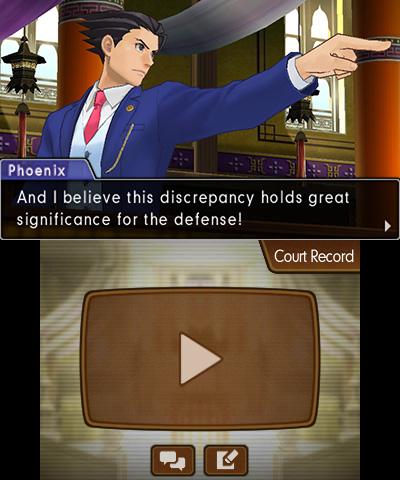 Phoenix
And I believe this discrepancy holds great
significance for the defense!
Court Record